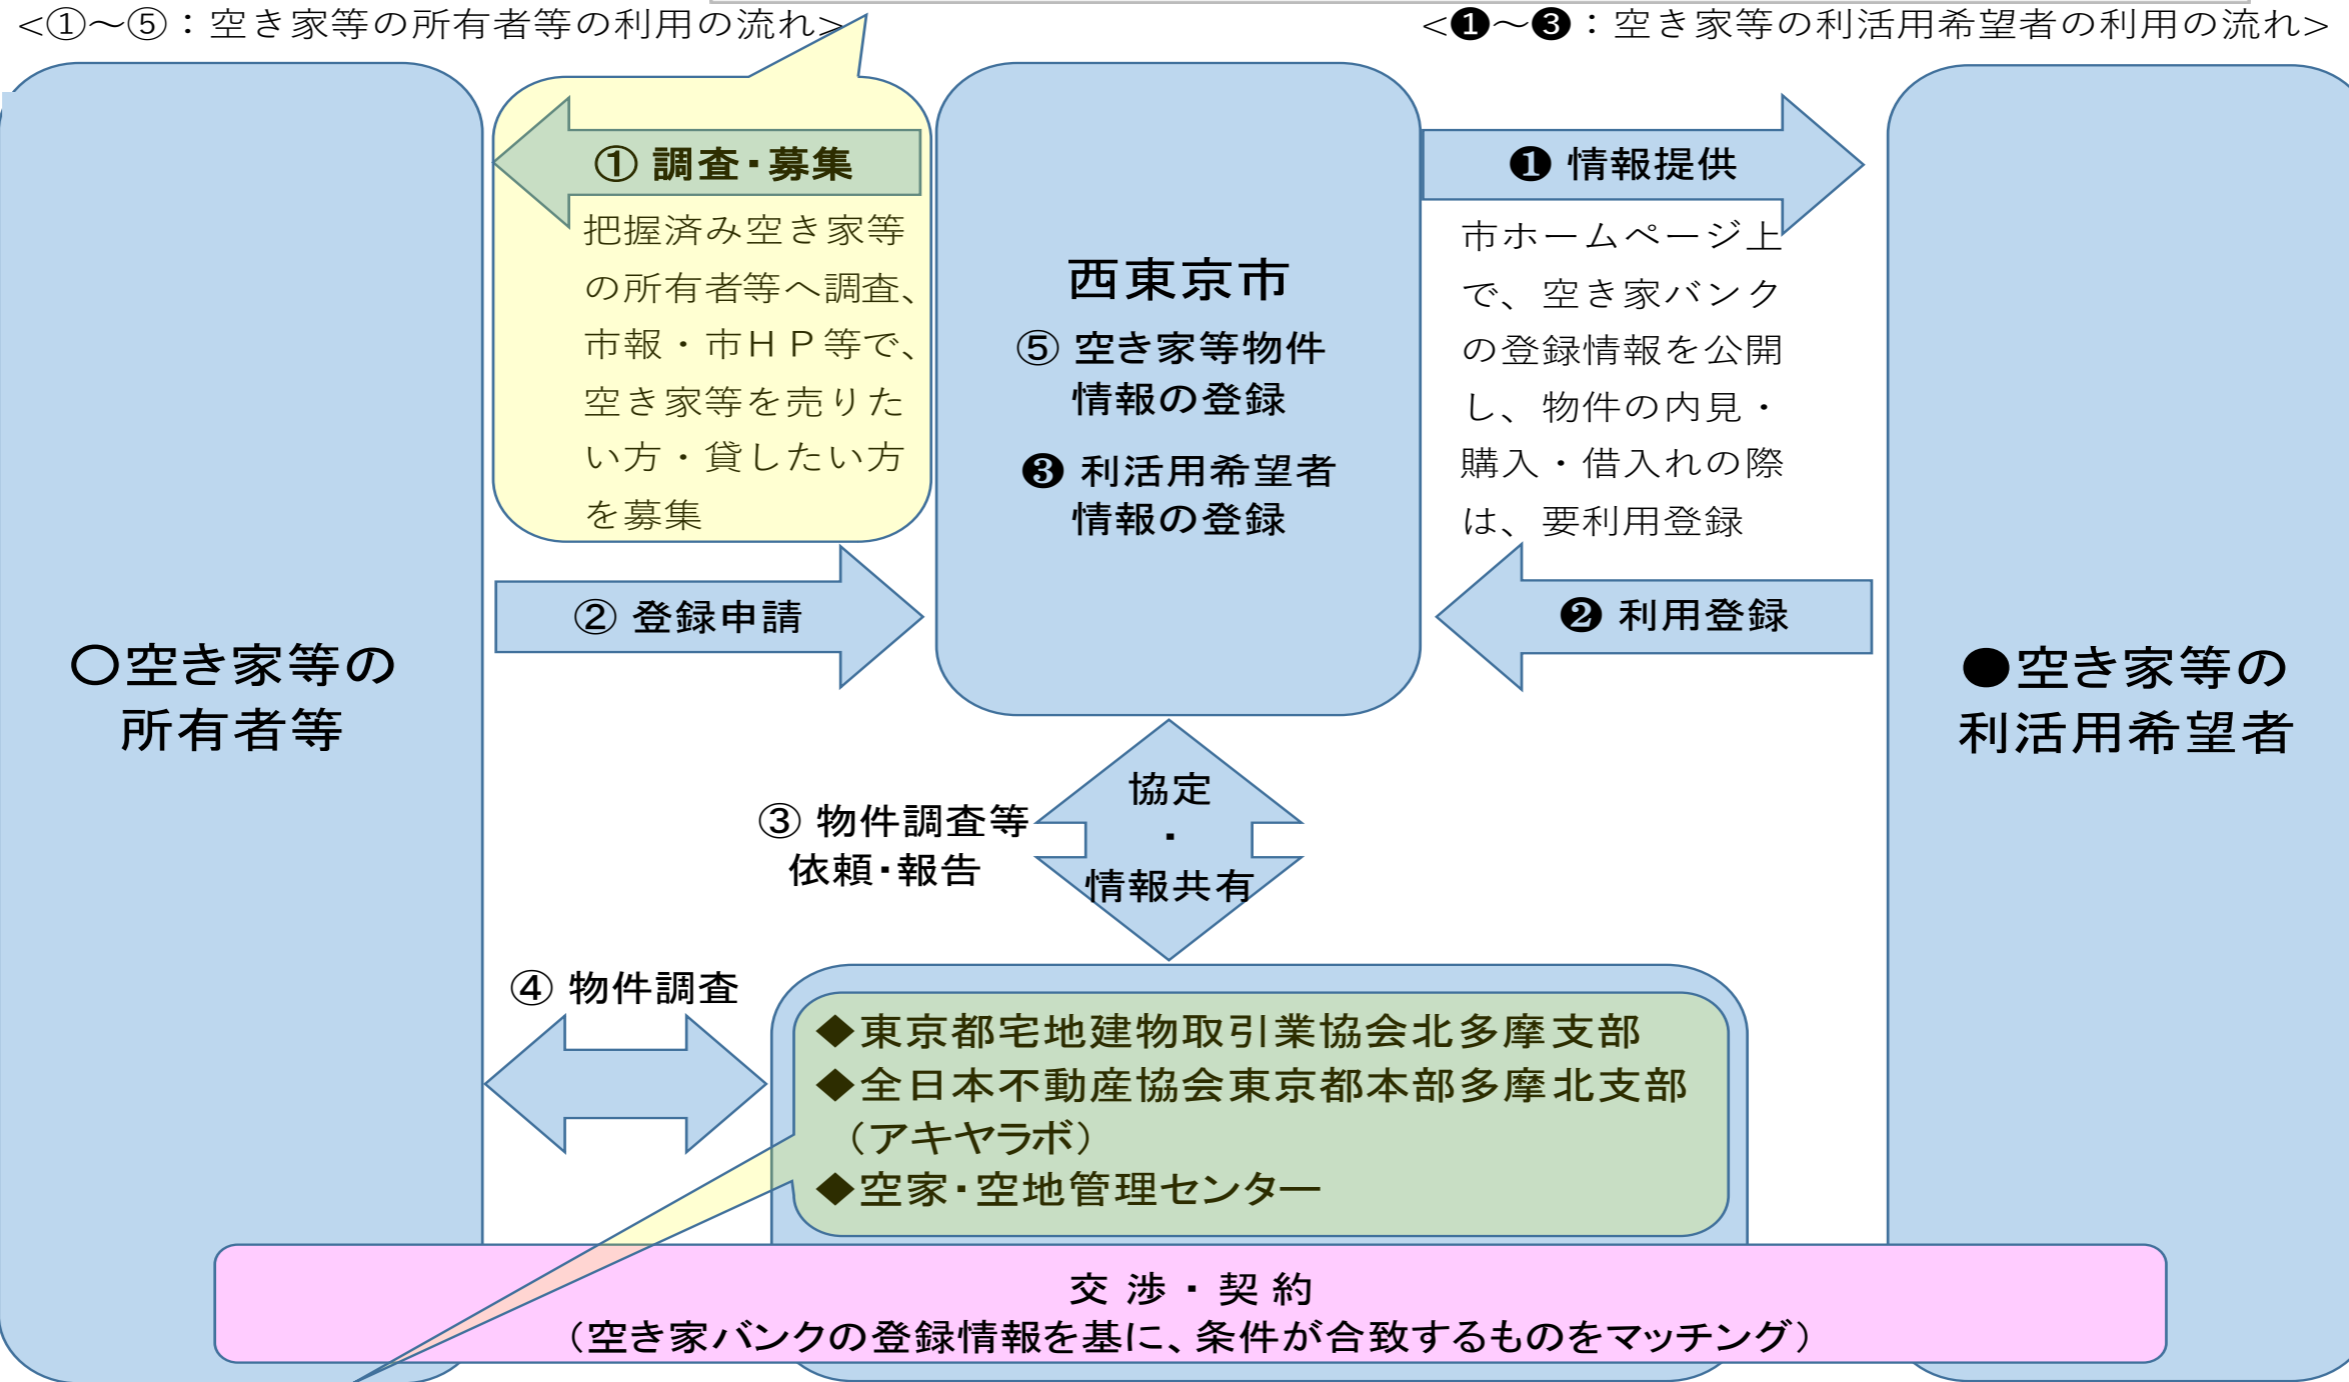 <①～⑤：空き家等の所有者等の利用の流れ>
<❶～❸：空き家等の利活用希望者の利用の流れ>
① 調査・募集
把握済み空き家等
の所有者等へ調査、
市報・市ＨＰ等で、
空き家等を売りた
い方・貸したい方
を募集
② 登録申請
〇空き家等の
所有者等
西東京市
⑤ 空き家等物件
情報の登録
❸ 利活用希望者
情報の登録
❶ 情報提供
市ホームページ上
で、空き家バンク
の登録情報を公開
し、物件の内見・
購入・借入れの際
は、要利用登録
❷ 利用登録
●空き家等の
利活用希望者
③ 物件調査等
依頼・報告
協定
・
情報共有
④ 物件調査
◆東京都宅地建物取引業協会北多摩支部
◆全日本不動産協会東京都本部多摩北支部
（アキヤラボ）
◆空家・空地管理センター
交 渉 ・ 契 約
（空き家バンクの登録情報を基に、条件が合致するものをマッチング）